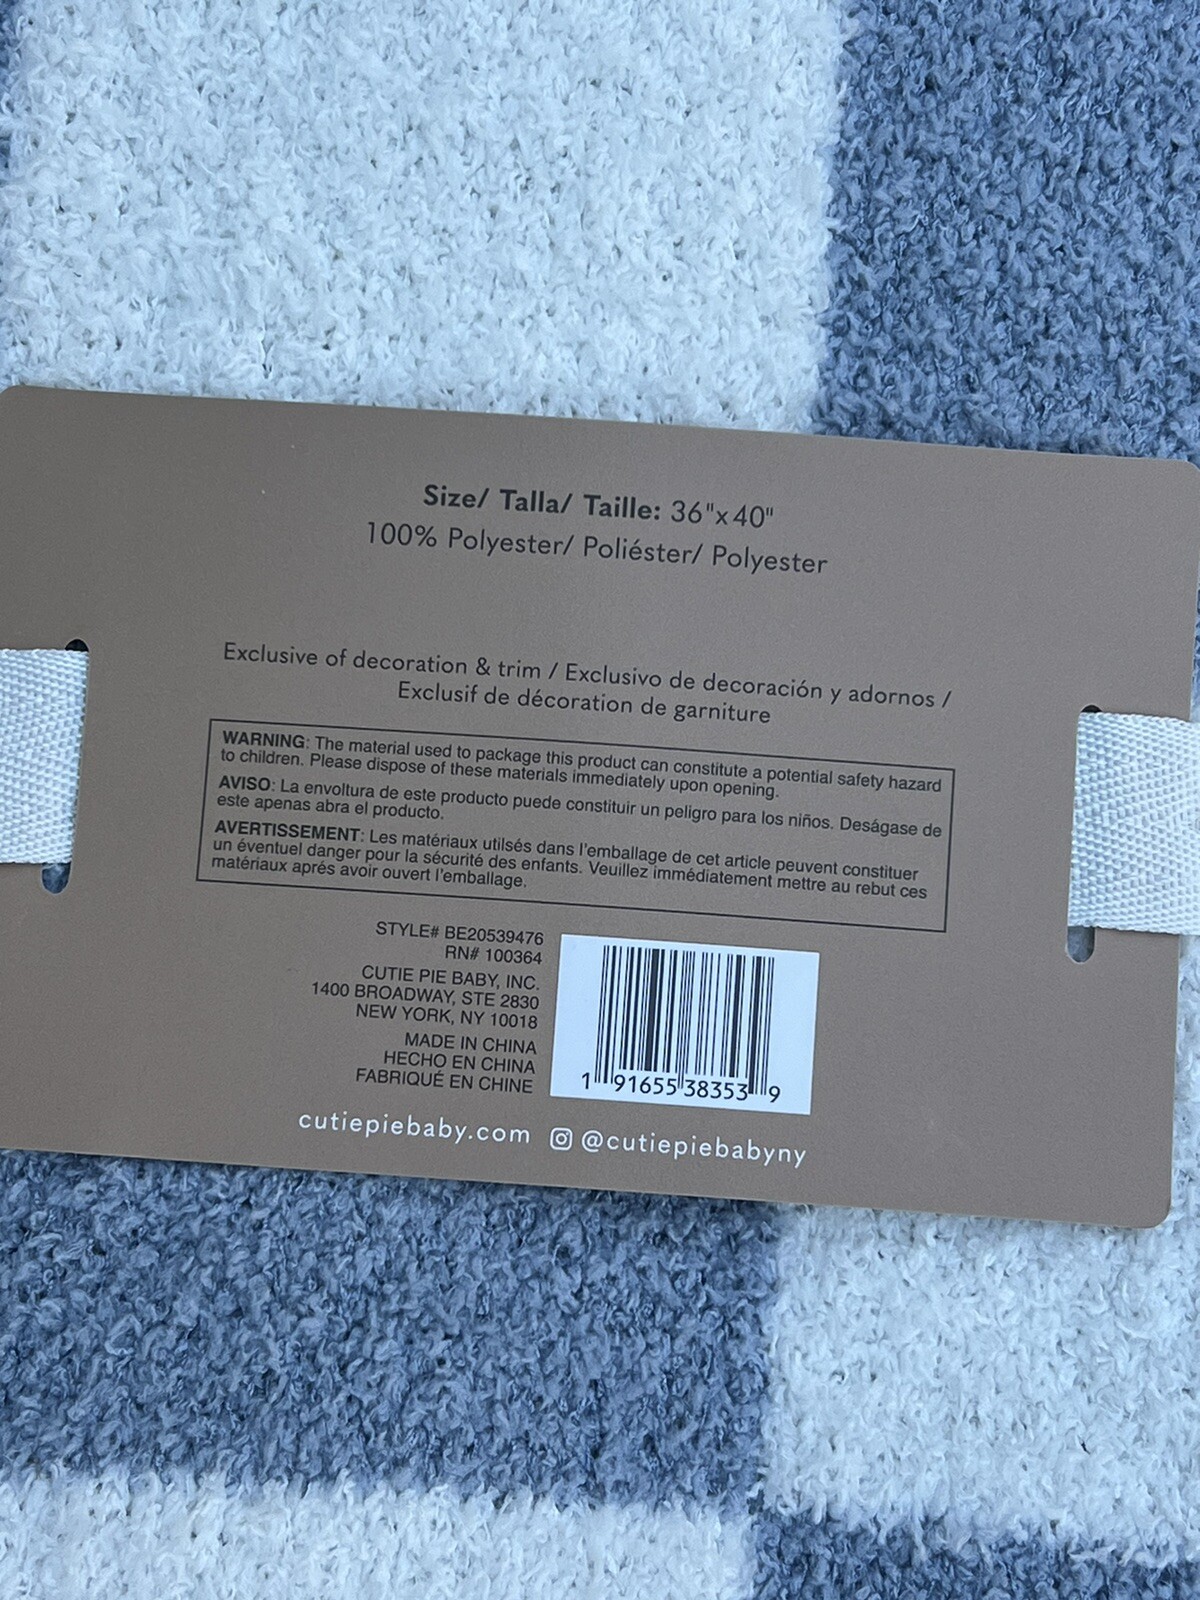 Size/ Talla/ Taille: 36"x40"
100% Polyester/ Poliéster/ Polyester
Exclusive of decoration & trim / Exclusivo de decoración y adornos /
Exclusif de décoration de garniture
WARNING: The material used to package this product can constitute a potential safety hazard
to children. Please dispose of these materials immediately upon opening.
AVISO: La envoltura de este producto puede constituir un peligro para los niños. Deságase de
este apenas abra el producto.
AVERTISSEMENT: Les matériaux utilsés dans l'emballage de cet article peuvent constituer
un éventuel danger pour la sécurité des enfants. Veuillez immédiatement mettre au rebut ces
matériaux aprés avoir ouvert l'emballage.
STYLE# BE20539476
RN# 100364
CUTIE PIE BABY, INC.
1400 BROADWAY, STE 2830
NEW YORK, NY 10018
MADE IN CHINA
HECHO EN CHINA
FABRIQUÉ EN CHINE
1 91655 38353 9
cutiepiebaby.com @cutiepiebabyny